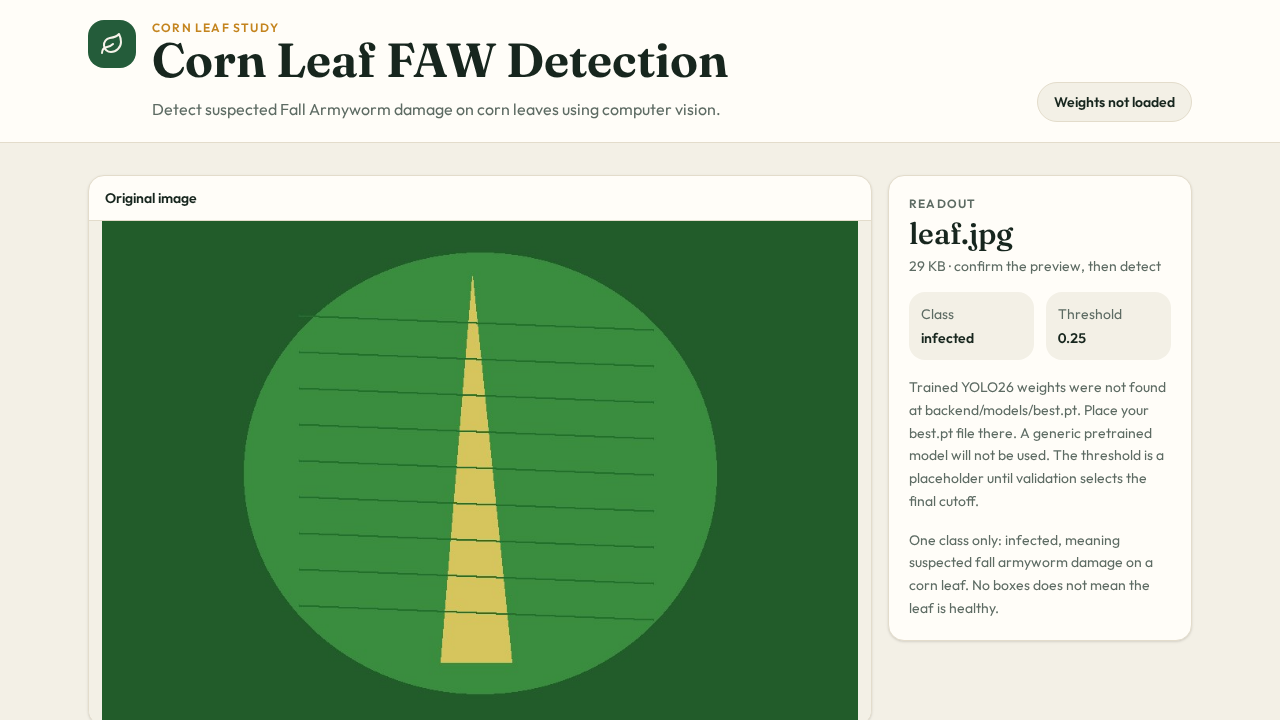 CORN LEAF STUDY
Corn Leaf FAW Detection
Detect suspected Fall Armyworm damage on corn leaves using computer vision.
Weights not loaded
Original image
READOUT
leaf.jpg
29 KB · confirm the preview, then detect
Class
infected
Threshold
0.25
Trained YOLO26 weights were not found
at backend/models/best.pt. Place your
best.pt file there. A generic pretrained
model will not be used. The threshold is a
placeholder until validation selects the
final cutoff.
One class only: infected, meaning
suspected fall armyworm damage on a
corn leaf. No boxes does not mean the
leaf is healthy.